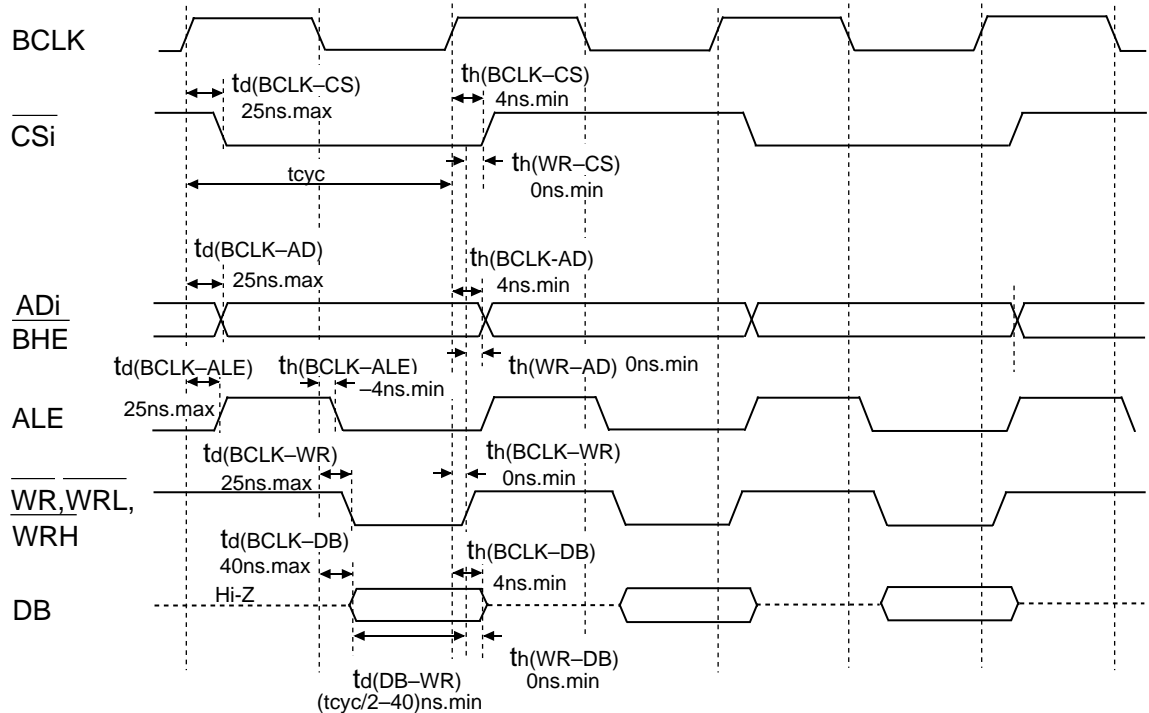 BCLK
td(BCLK–CS)
25ns.max
th(BCLK–CS)
4ns.min
CSi
th(WR–CS)
0ns.min
tcyc
td(BCLK–AD)
25ns.max
th(BCLK-AD)
4ns.min
ADi
BHE
td(BCLK–ALE)
25ns.max
th(BCLK–ALE)
–4ns.min
th(WR–AD) 0ns.min
ALE
td(BCLK–WR)
25ns.max
th(BCLK–WR)
0ns.min
WR,WRL,
WRH
td(BCLK–DB)
40ns.max
th(BCLK–DB)
4ns.min
Hi-Z
DB
th(WR–DB)
0ns.min
td(DB–WR)
(tcyc/2–40)ns.min